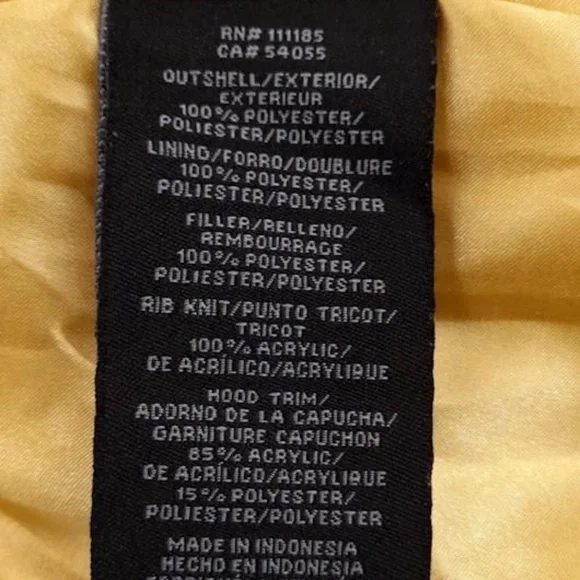 RN# 111185
CA# 54055
OUTSHELL/EXTERIOR/
EXTERIEUR
100% POLYESTER/
POLIESTER/POLYESTER
LINING/FORRO/DOUBLURE
100% POLYESTER/
POLIESTER/POLYESTER
FILLER/RELLENO/
REMBOURRAGE
100% POLYESTER/
POLIESTER/POLYESTER
RIB KNIT/PUNTO TRICOT/
TRICOT
100% ACRYLIC/
DE ACRÍLICO/ACRYLIQUE
HOOD TRIM/
ADORNO DE LA CAPUCHA/
GARNITURE CAPUCHON
85% ACRYLIC/
DE ACRÍLICO/ACRYLIQUE
15% POLYESTER/
POLIESTER/POLYESTER
MADE IN INDONESIA
HECHO EN INDONESIA